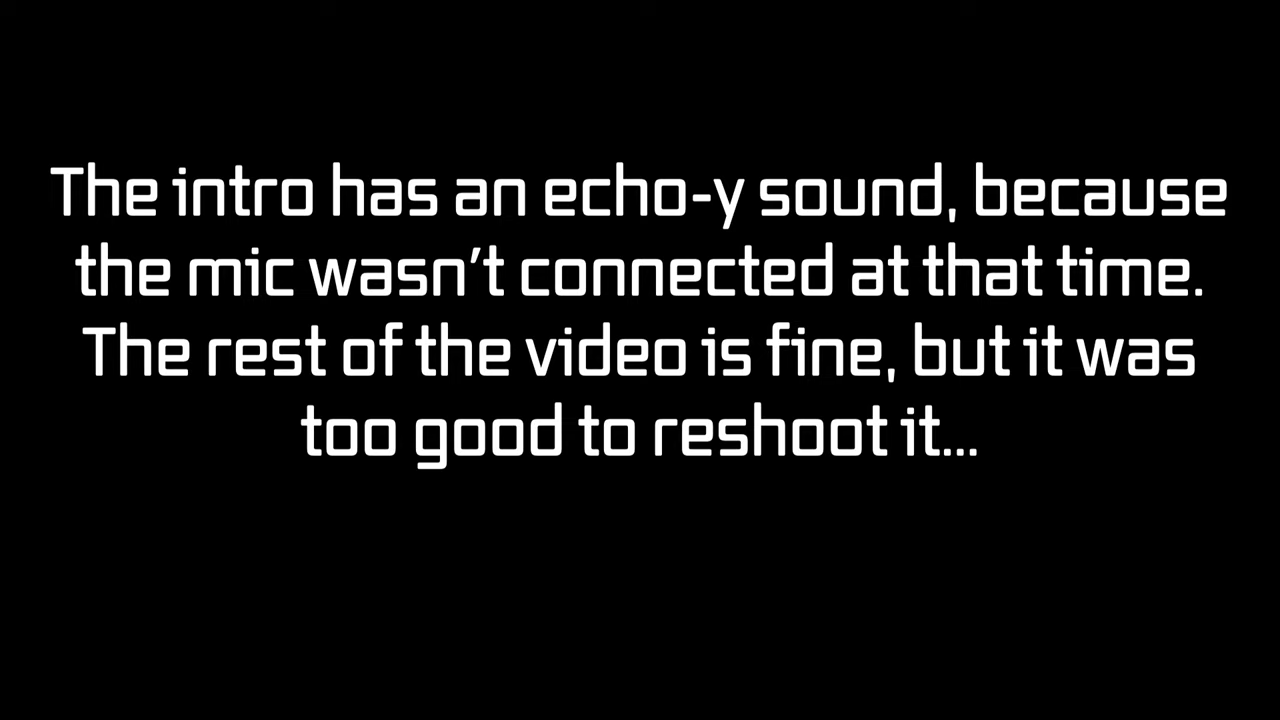 The intro has an echo-y sound, because
the mic wasn’t connected at that time.
The rest of the video is fine, but it was
too good to reshoot it...